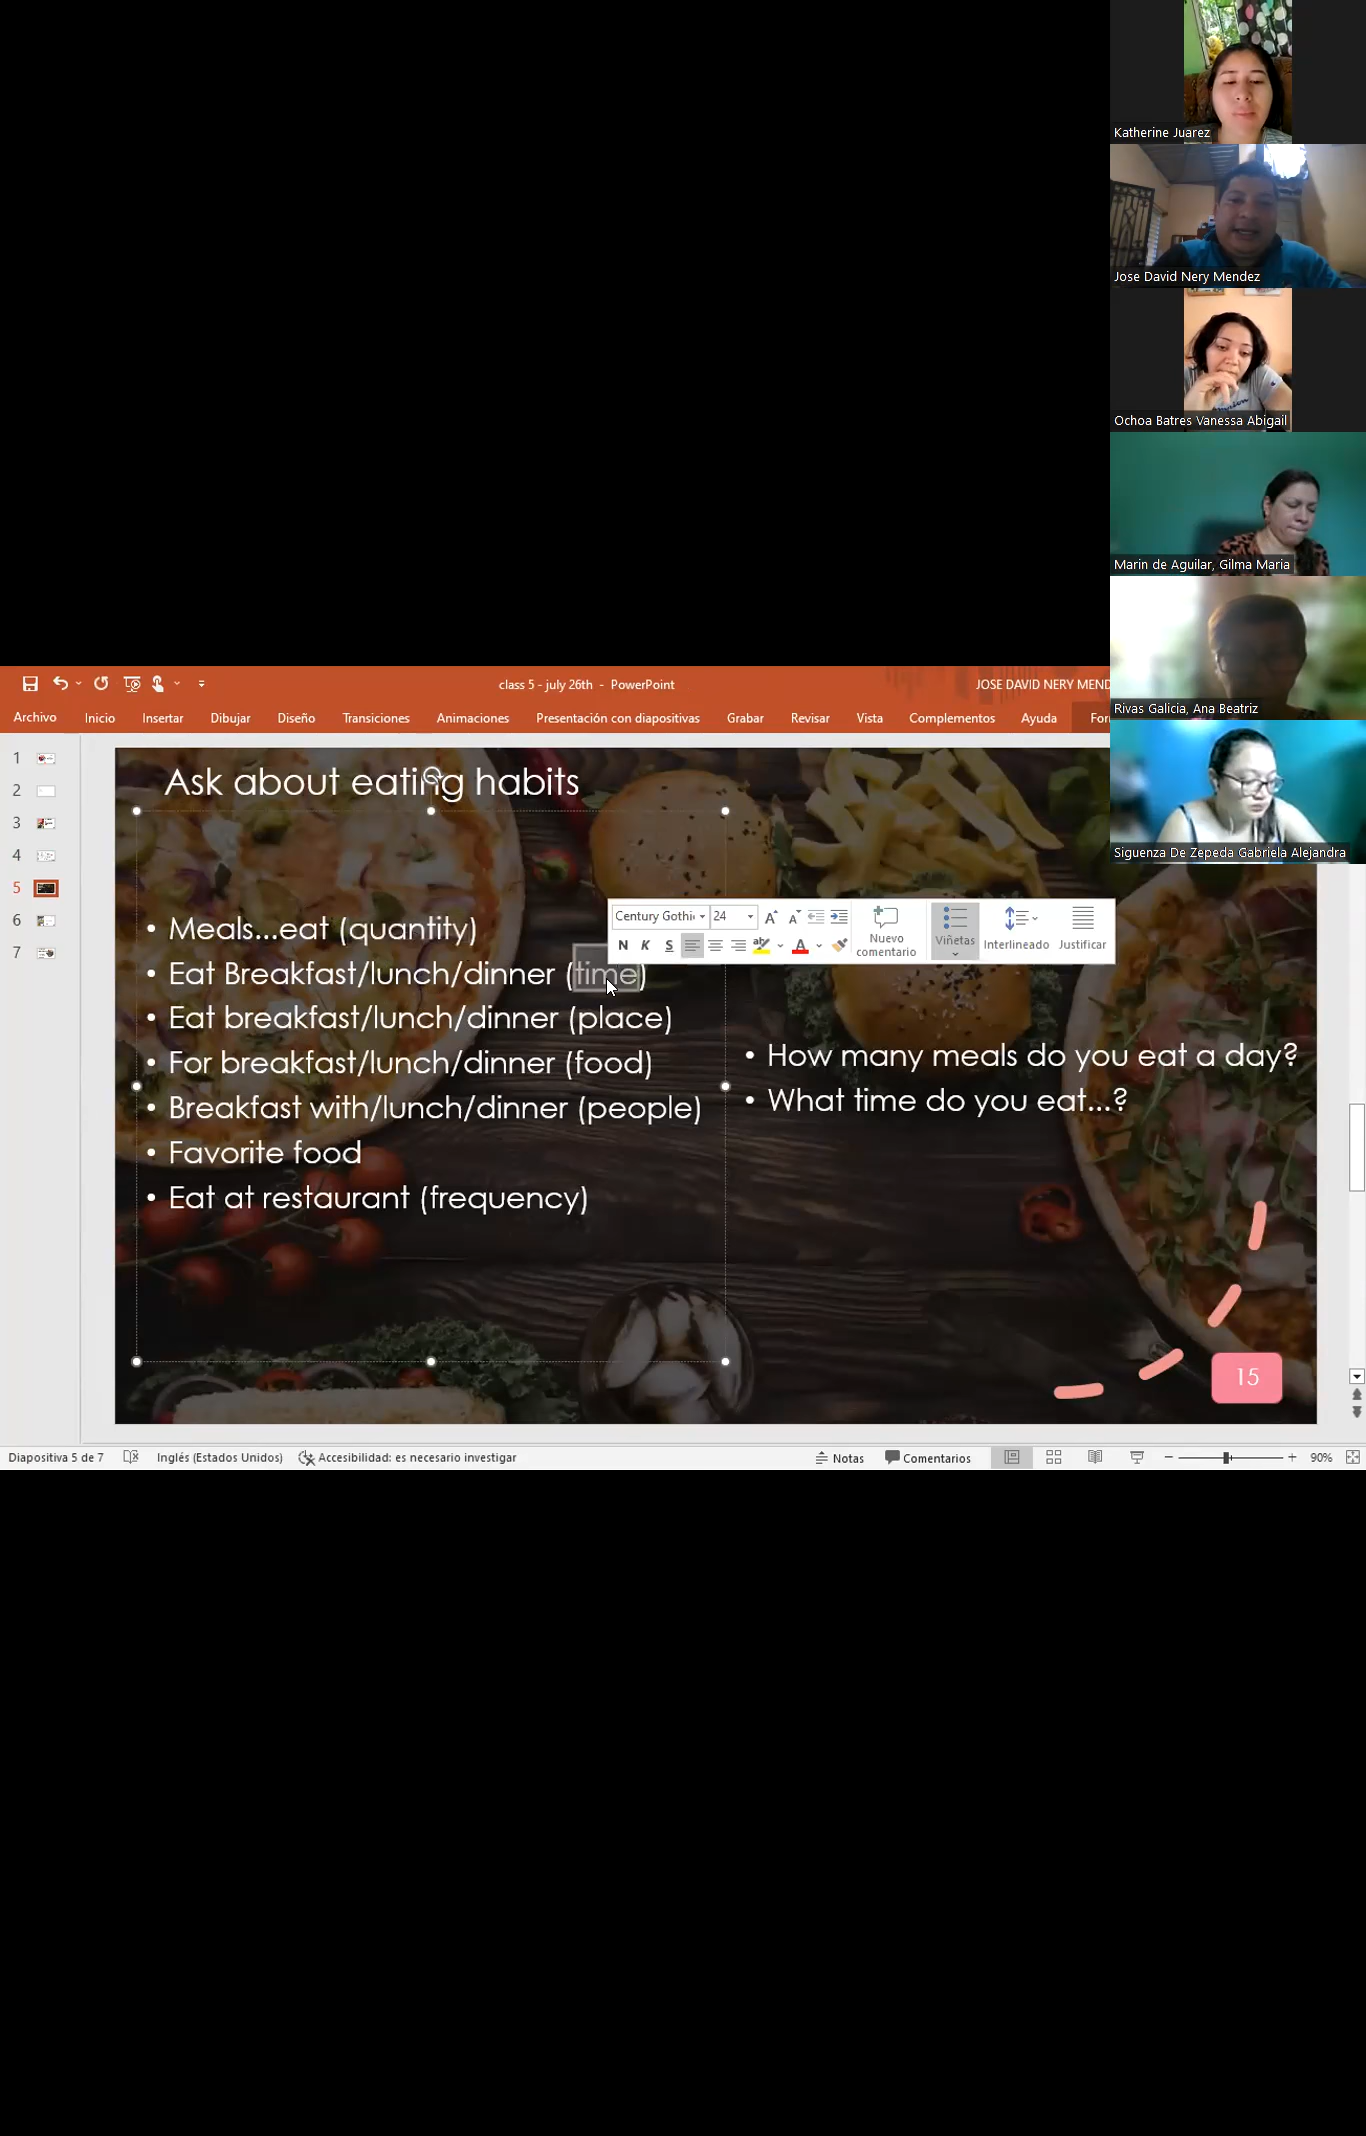 Katherine Juarez
Jose David Nery Mendez
Ochoa Batres Vanessa Abigail
Marin de Aguilar, Gilma Maria
Rivas Galicia, Ana Beatriz
Siguenza De Zepeda Gabriela Alejandra
class 5 - july 26th - PowerPoint
JOSE DAVID NERY MEND
Archivo Inicio Insertar Dibujar Diseño Transiciones Animaciones Presentación con diapositivas Grabar Revisar Vista Complementos Ayuda For
1
2
3
4
5
6
7
Ask about eating habits
• Meals...eat (quantity)
• Eat Breakfast/lunch/dinner (time)
• Eat breakfast/lunch/dinner (place)
• For breakfast/lunch/dinner (food)
• Breakfast with/lunch/dinner (people)
• Favorite food
• Eat at restaurant (frequency)
Century Gothi 24
N K S
Nuevo comentario
Viñetas
Interlineado
Justificar
• How many meals do you eat a day?
• What time do you eat...?
15
Diapositiva 5 de 7 Inglés (Estados Unidos) Accesibilidad: es necesario investigar Notas Comentarios 90%